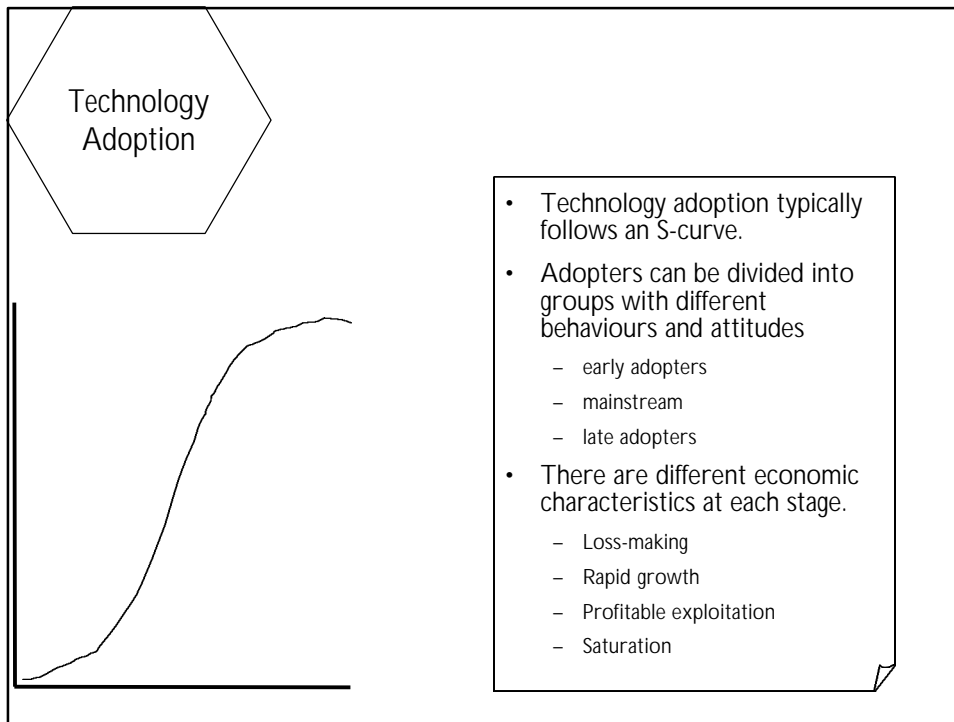 Technology
Adoption
• Technology adoption typically
follows an S-curve.
• Adopters can be divided into
groups with different
behaviours and attitudes
– early adopters
– mainstream
– late adopters
• There are different economic
characteristics at each stage.
– Loss-making
– Rapid growth
– Profitable exploitation
– Saturation